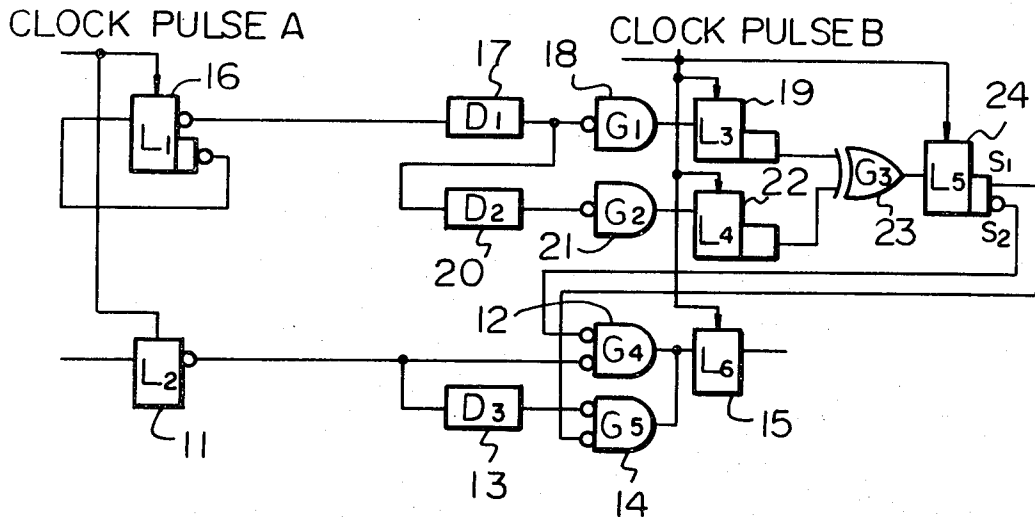 CLOCK PULSE A
CLOCK PULSE B
16
17
18
19
24
L1
D1
G1
L3
G3
L5
S1
S2
22
23
D2
G2
L4
20
21
12
L2
G4
L6
11
D3
G5
15
13
14